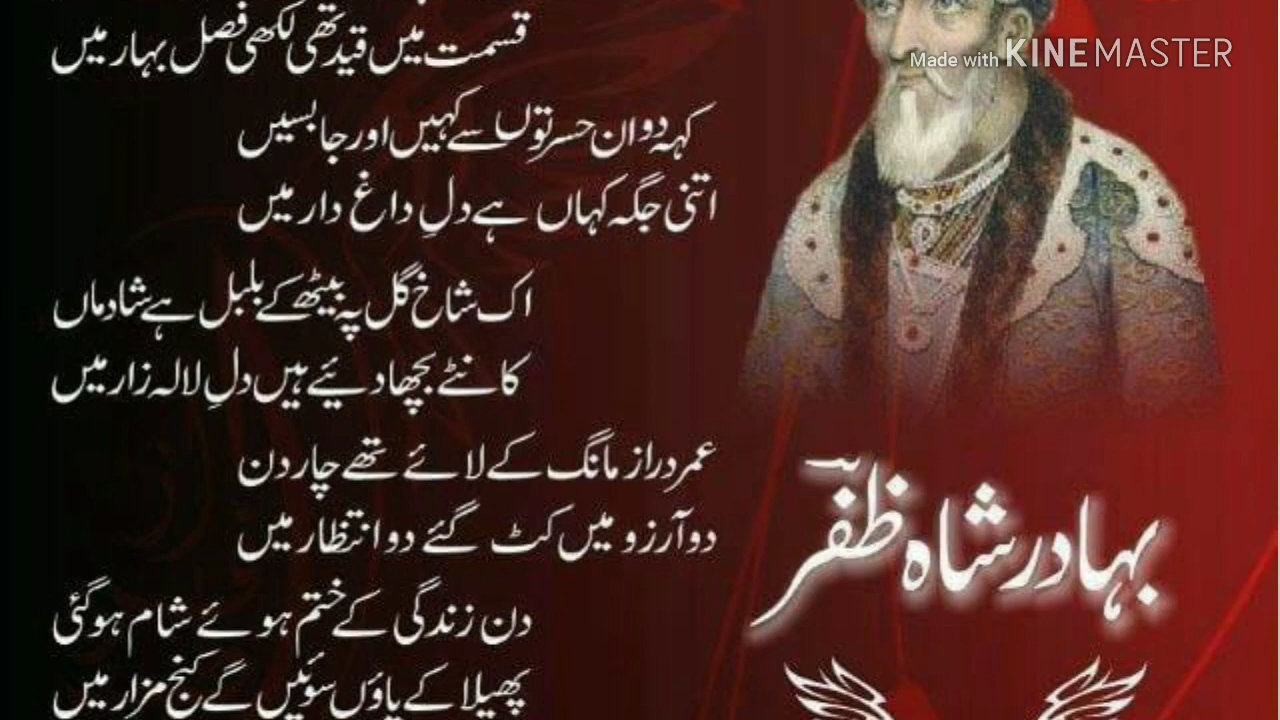 قسمت میں قید تھی لکھی فصل بہار میں
Made with KINEMASTER
کہہ دو ان حسرتوں سے کہیں اور جا بسیں
اتنی جگہ کہاں ہے دلِ داغ دار میں
اک شاخ گل پہ بیٹھ کے بلبل ہے شادماں
کانٹے بچھا دیئے ہیں دلِ لالہ زار میں
عمر دراز مانگ کے لائے تھے چار دن
دو آرزو میں کٹ گئے دو انتظار میں
دن زندگی کے ختم ہوئے شام ہوگئی
پھیلا کے پاؤں سوئیں گے کنج مزار میں
بہادر شاہ ظفر